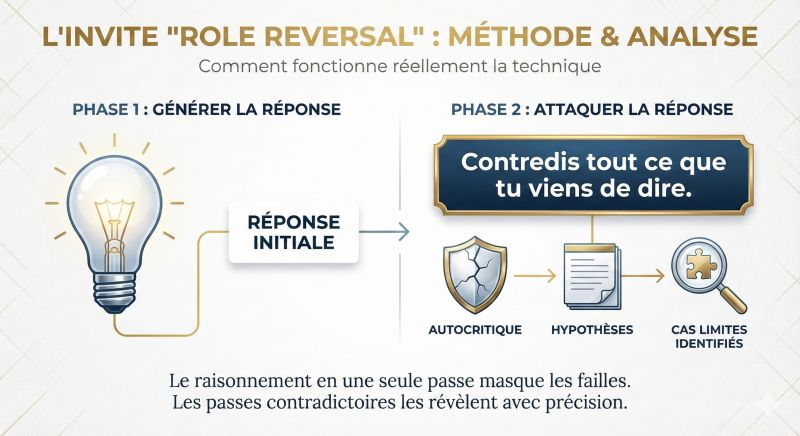 L'INVITE "ROLE REVERSAL" : MÉTHODE & ANALYSE
Comment fonctionne réellement la technique
PHASE 1 : GÉNÉRER LA RÉPONSE
RÉPONSE
INITIALE
PHASE 2 : ATTAQUER LA RÉPONSE
Contredis tout ce que
tu viens de dire.
AUTOCRITIQUE
HYPOTHÈSES
CAS LIMITES
IDENTIFIÉS
Le raisonnement en une seule passe masque les failles.
Les passes contradictoires les révèlent avec précision.